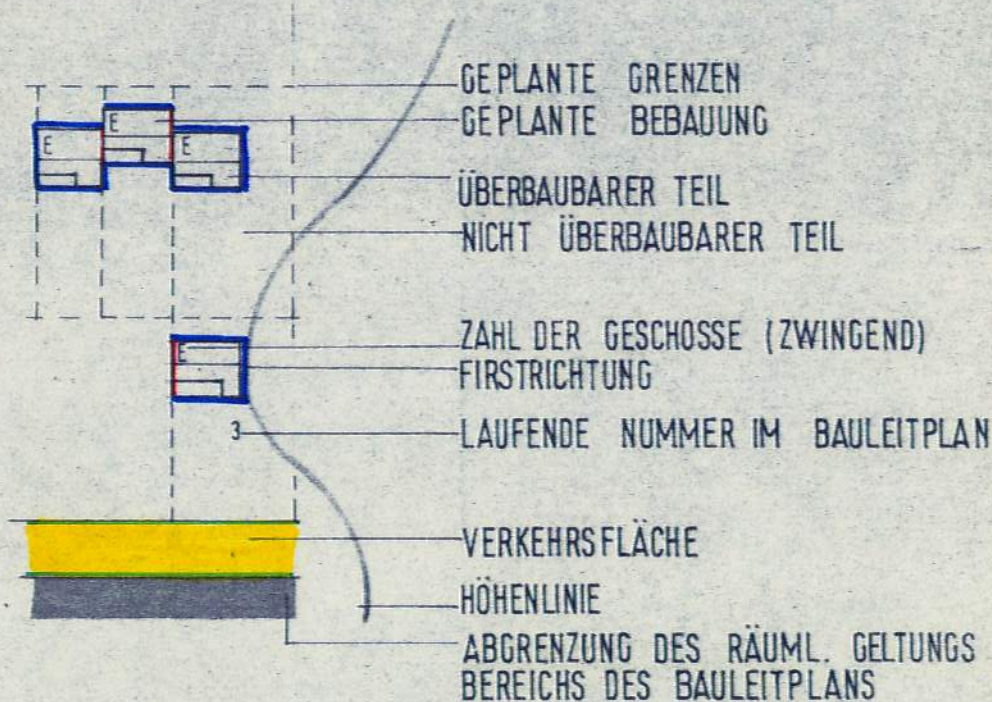 GEPLANTE GRENZEN
GEPLANTE BEBAUUNG
E
E
E
ÜBERBAUBARER TEIL
NICHT ÜBERBAUBARER TEIL
ZAHL DER GESCHOSSE (ZWINGEND)
E
FIRSTRICHTUNG
3
LAUFENDE NUMMER IM BAULEITPLAN
VERKEHRSFLÄCHE
HÖHENLINIE
ABGRENZUNG DES RÄUML. GELTUNGS
BEREICHS DES BAULEITPLANS